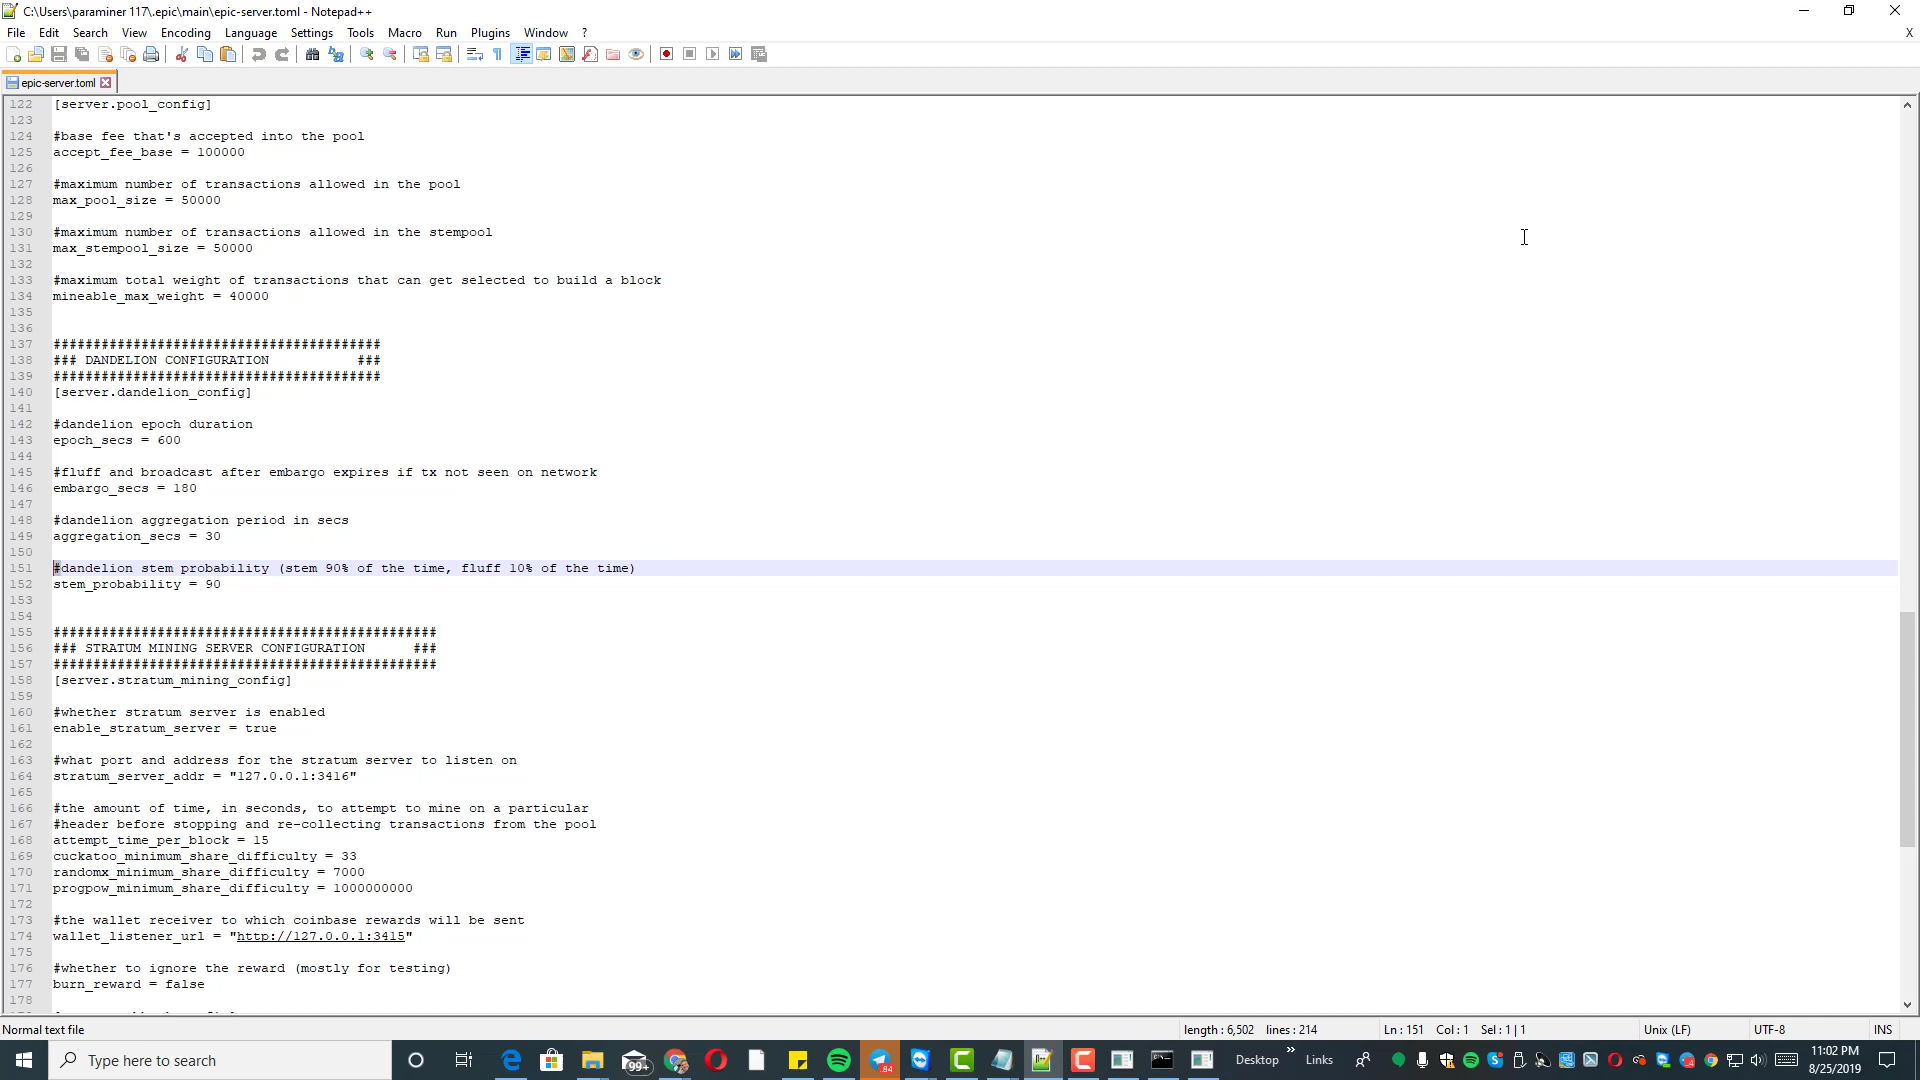 C:\Users\paraminer 117\.epic\main\epic-server.toml - Notepad++
File Edit Search View Encoding Language Settings Tools Macro Run Plugins Window ? X
epic-server.toml
122 [server.pool_config]
123
124 #base fee that's accepted into the pool
125 accept_fee_base = 100000
126
127 #maximum number of transactions allowed in the pool
128 max_pool_size = 50000
129
130 #maximum number of transactions allowed in the stempool
131 max_stempool_size = 50000
132
133 #maximum total weight of transactions that can get selected to build a block
134 mineable_max_weight = 40000
135
136
137 #########################################
138 ### DANDELION CONFIGURATION           ###
139 #########################################
140 [server.dandelion_config]
141
142 #dandelion epoch duration
143 epoch_secs = 600
144
145 #fluff and broadcast after embargo expires if tx not seen on network
146 embargo_secs = 180
147
148 #dandelion aggregation period in secs
149 aggregation_secs = 30
150
151 #dandelion stem probability (stem 90% of the time, fluff 10% of the time)
152 stem_probability = 90
153
154
155 ################################################
156 ### STRATUM MINING SERVER CONFIGURATION      ###
157 ################################################
158 [server.stratum_mining_config]
159
160 #whether stratum server is enabled
161 enable_stratum_server = true
162
163 #what port and address for the stratum server to listen on
164 stratum_server_addr = "127.0.0.1:3416"
165
166 #the amount of time, in seconds, to attempt to mine on a particular
167 #header before stopping and re-collecting transactions from the pool
168 attempt_time_per_block = 15
169 cuckatoo_minimum_share_difficulty = 33
170 randomx_minimum_share_difficulty = 7000
171 progpow_minimum_share_difficulty = 1000000000
172
173 #the wallet receiver to which coinbase rewards will be sent
174 wallet_listener_url = "http://127.0.0.1:3415"
175
176 #whether to ignore the reward (mostly for testing)
177 burn_reward = false
178
Normal text file length : 6,502 lines : 214 Ln : 151 Col : 1 Sel : 1 | 1 Unix (LF) UTF-8 INS
Type here to search 99+ 84 Desktop » Links 11:02 PM
8/25/2019